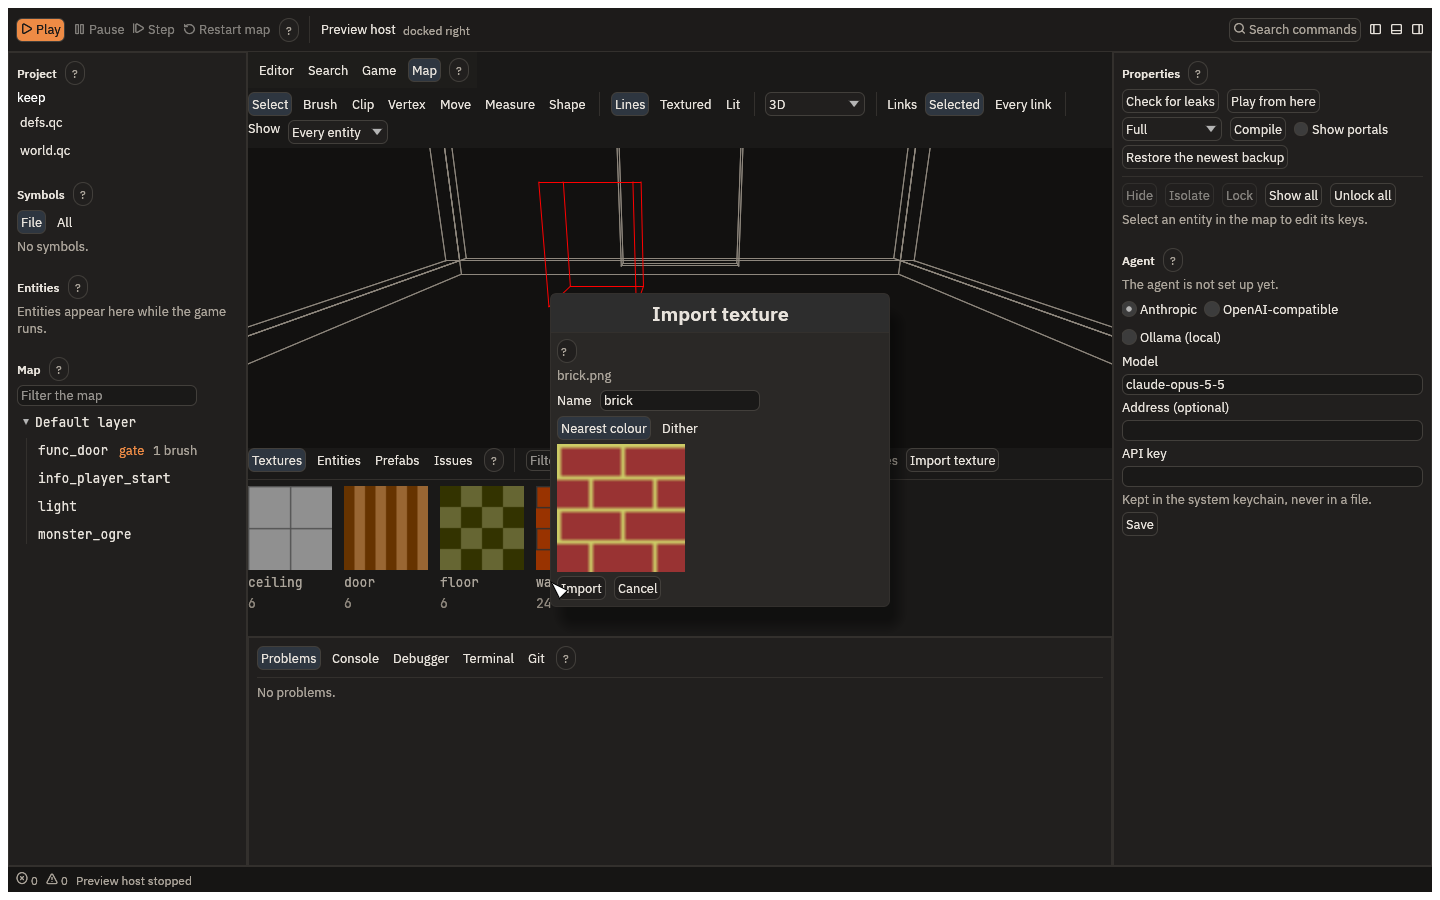 Play Pause Step Restart map ? Preview host docked right Search commands
Project ?
keep
defs.qc
world.qc
Symbols ?
File All
No symbols.
Entities ?
Entities appear here while the game
runs.
Map ?
Filter the map
Default layer
func_door gate 1 brush
info_player_start
light
monster_ogre
Editor Search Game Map ?
Select Brush Clip Vertex Move Measure Shape Lines Textured Lit 3D Links Selected Every link
Show Every entity
Import texture
?
brick.png
Name brick
Nearest colour Dither
Import Cancel
Textures Entities Prefabs Issues ? Import texture
ceiling door floor
6 6 6 24
Problems Console Debugger Terminal Git ?
No problems.
Properties ?
Check for leaks Play from here
Full Compile Show portals
Restore the newest backup
Hide Isolate Lock Show all Unlock all
Select an entity in the map to edit its keys.
Agent ?
The agent is not set up yet.
Anthropic OpenAI-compatible
Ollama (local)
Model
claude-opus-5-5
Address (optional)
API key
Kept in the system keychain, never in a file.
Save
0 0 Preview host stopped